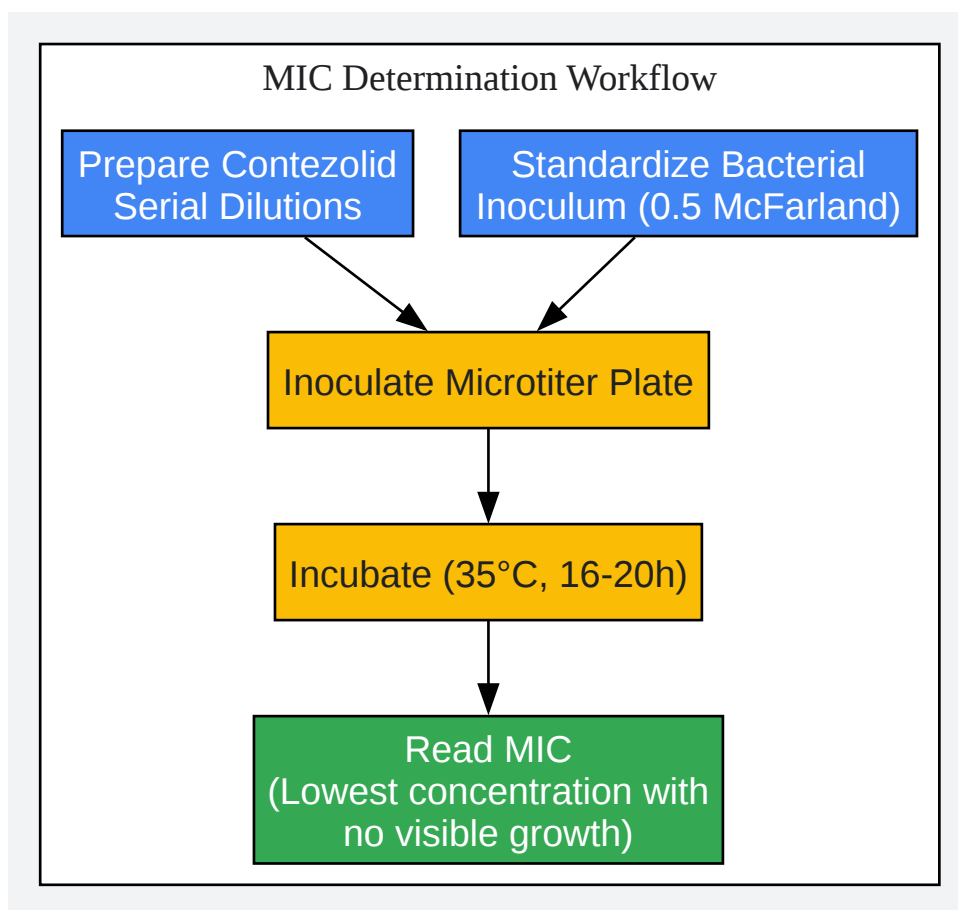 MIC Determination Workflow
Prepare Contezolid
Serial Dilutions
Standardize Bacterial
Inoculum (0.5 McFarland)
Inoculate Microtiter Plate
Incubate (35°C, 16-20h)
Read MIC
(Lowest concentration with
no visible growth)